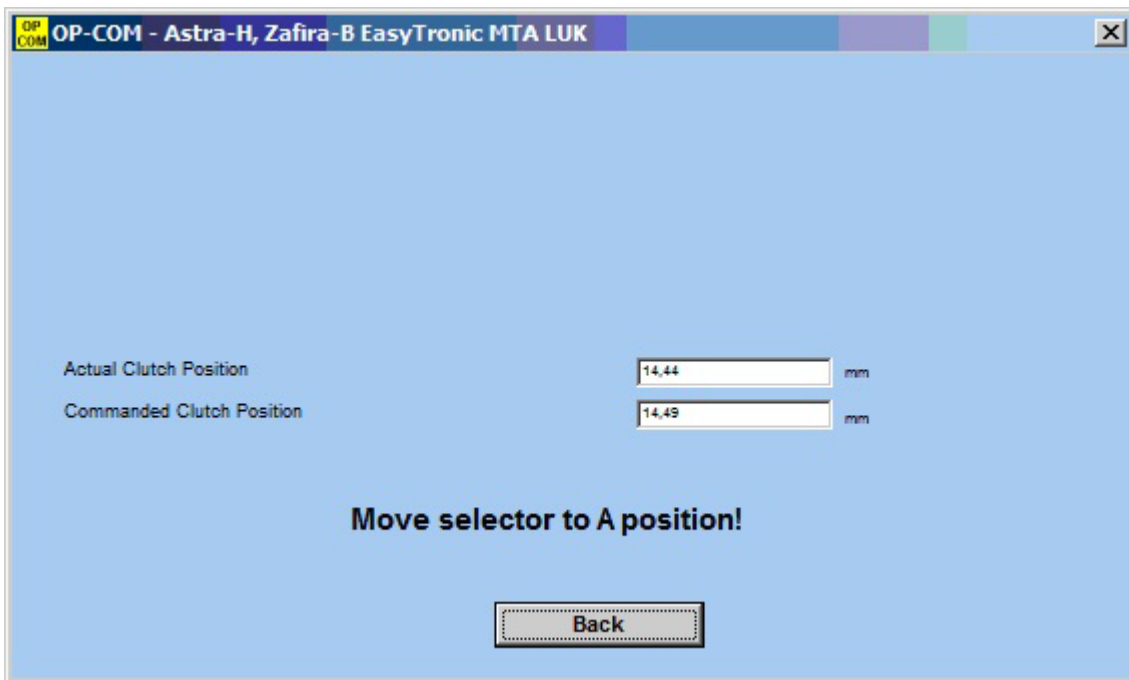 OP
COM
OP-COM - Astra-H, Zafira-B EasyTronic MTA LUK
Actual Clutch Position 14,44 mm
Commanded Clutch Position 14,49 mm
Move selector to A position!
Back